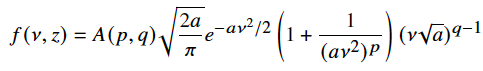 f(ν, z) = A(p, q)√(2a/π) e^{−aν²/2} (1 + 1/(aν²)^p) (ν√a)^{q−1}